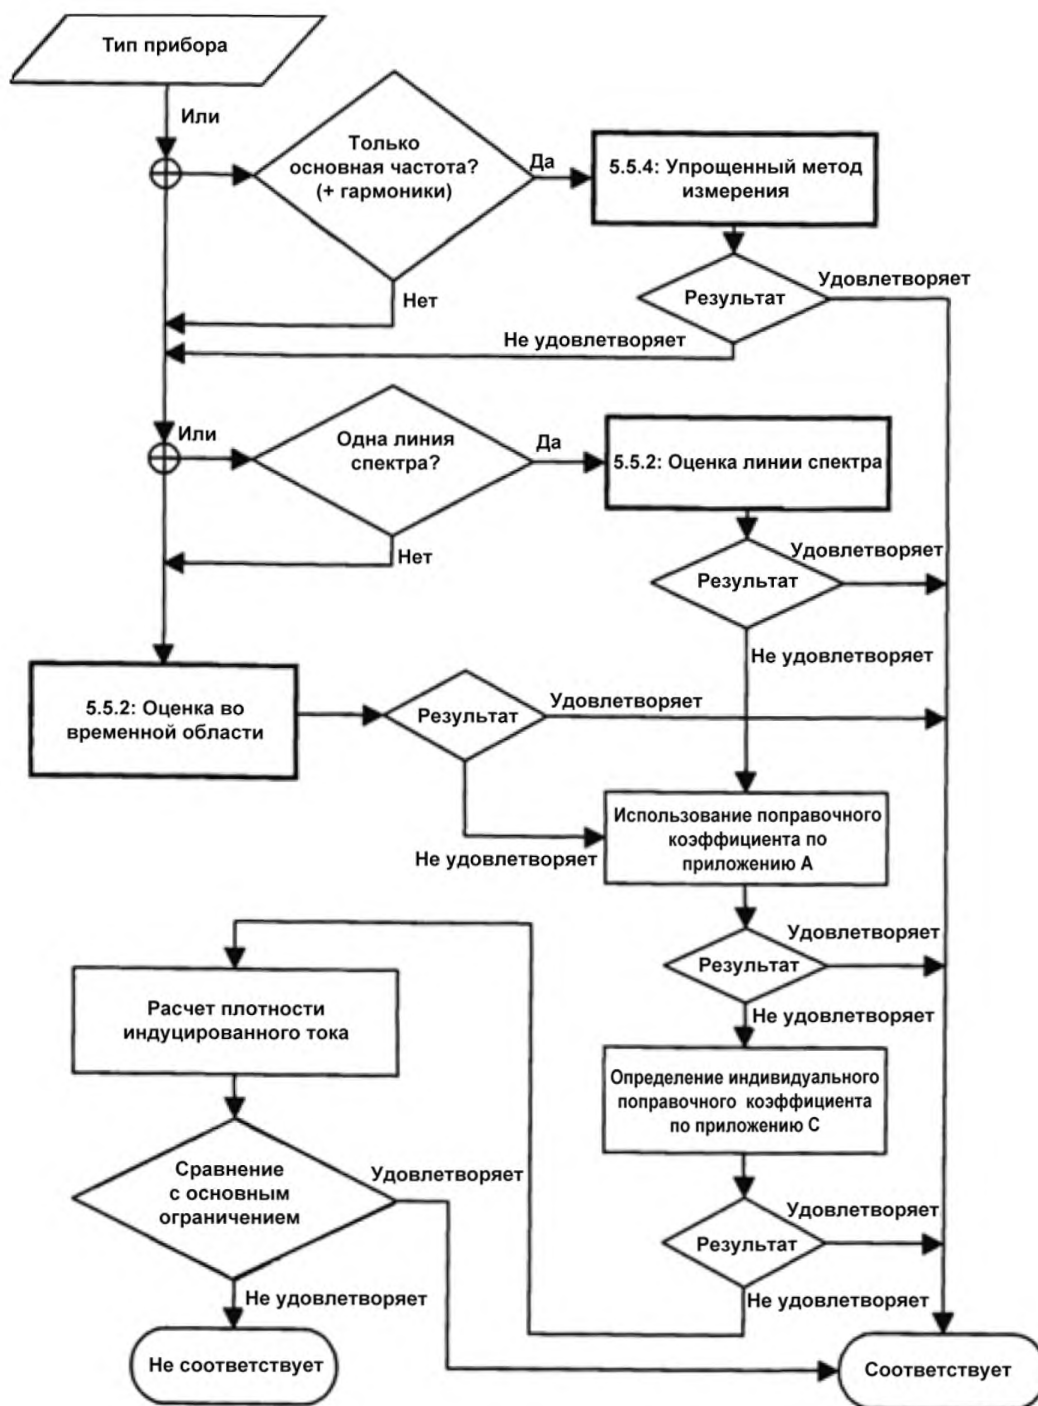 Тип прибора
Или
Только
основная частота?
(+ гармоники)
Да
5.5.4: Упрощенный метод
измерения
Нет
Результат
Удовлетворяет
Не удовлетворяет
Или
Одна линия
спектра?
Да
5.5.2: Оценка линии спектра
Нет
Результат
Удовлетворяет
Не удовлетворяет
5.5.2: Оценка во
временной области
Результат
Удовлетворяет
Не удовлетворяет
Использование поправочного
коэффициента по
приложению А
Результат
Удовлетворяет
Не удовлетворяет
Определение индивидуального
поправочного коэффициента
по приложению С
Результат
Удовлетворяет
Не удовлетворяет
Расчет плотности
индуцированного тока
Сравнение
с основным
ограничением
Удовлетворяет
Не удовлетворяет
Не соответствует
Соответствует